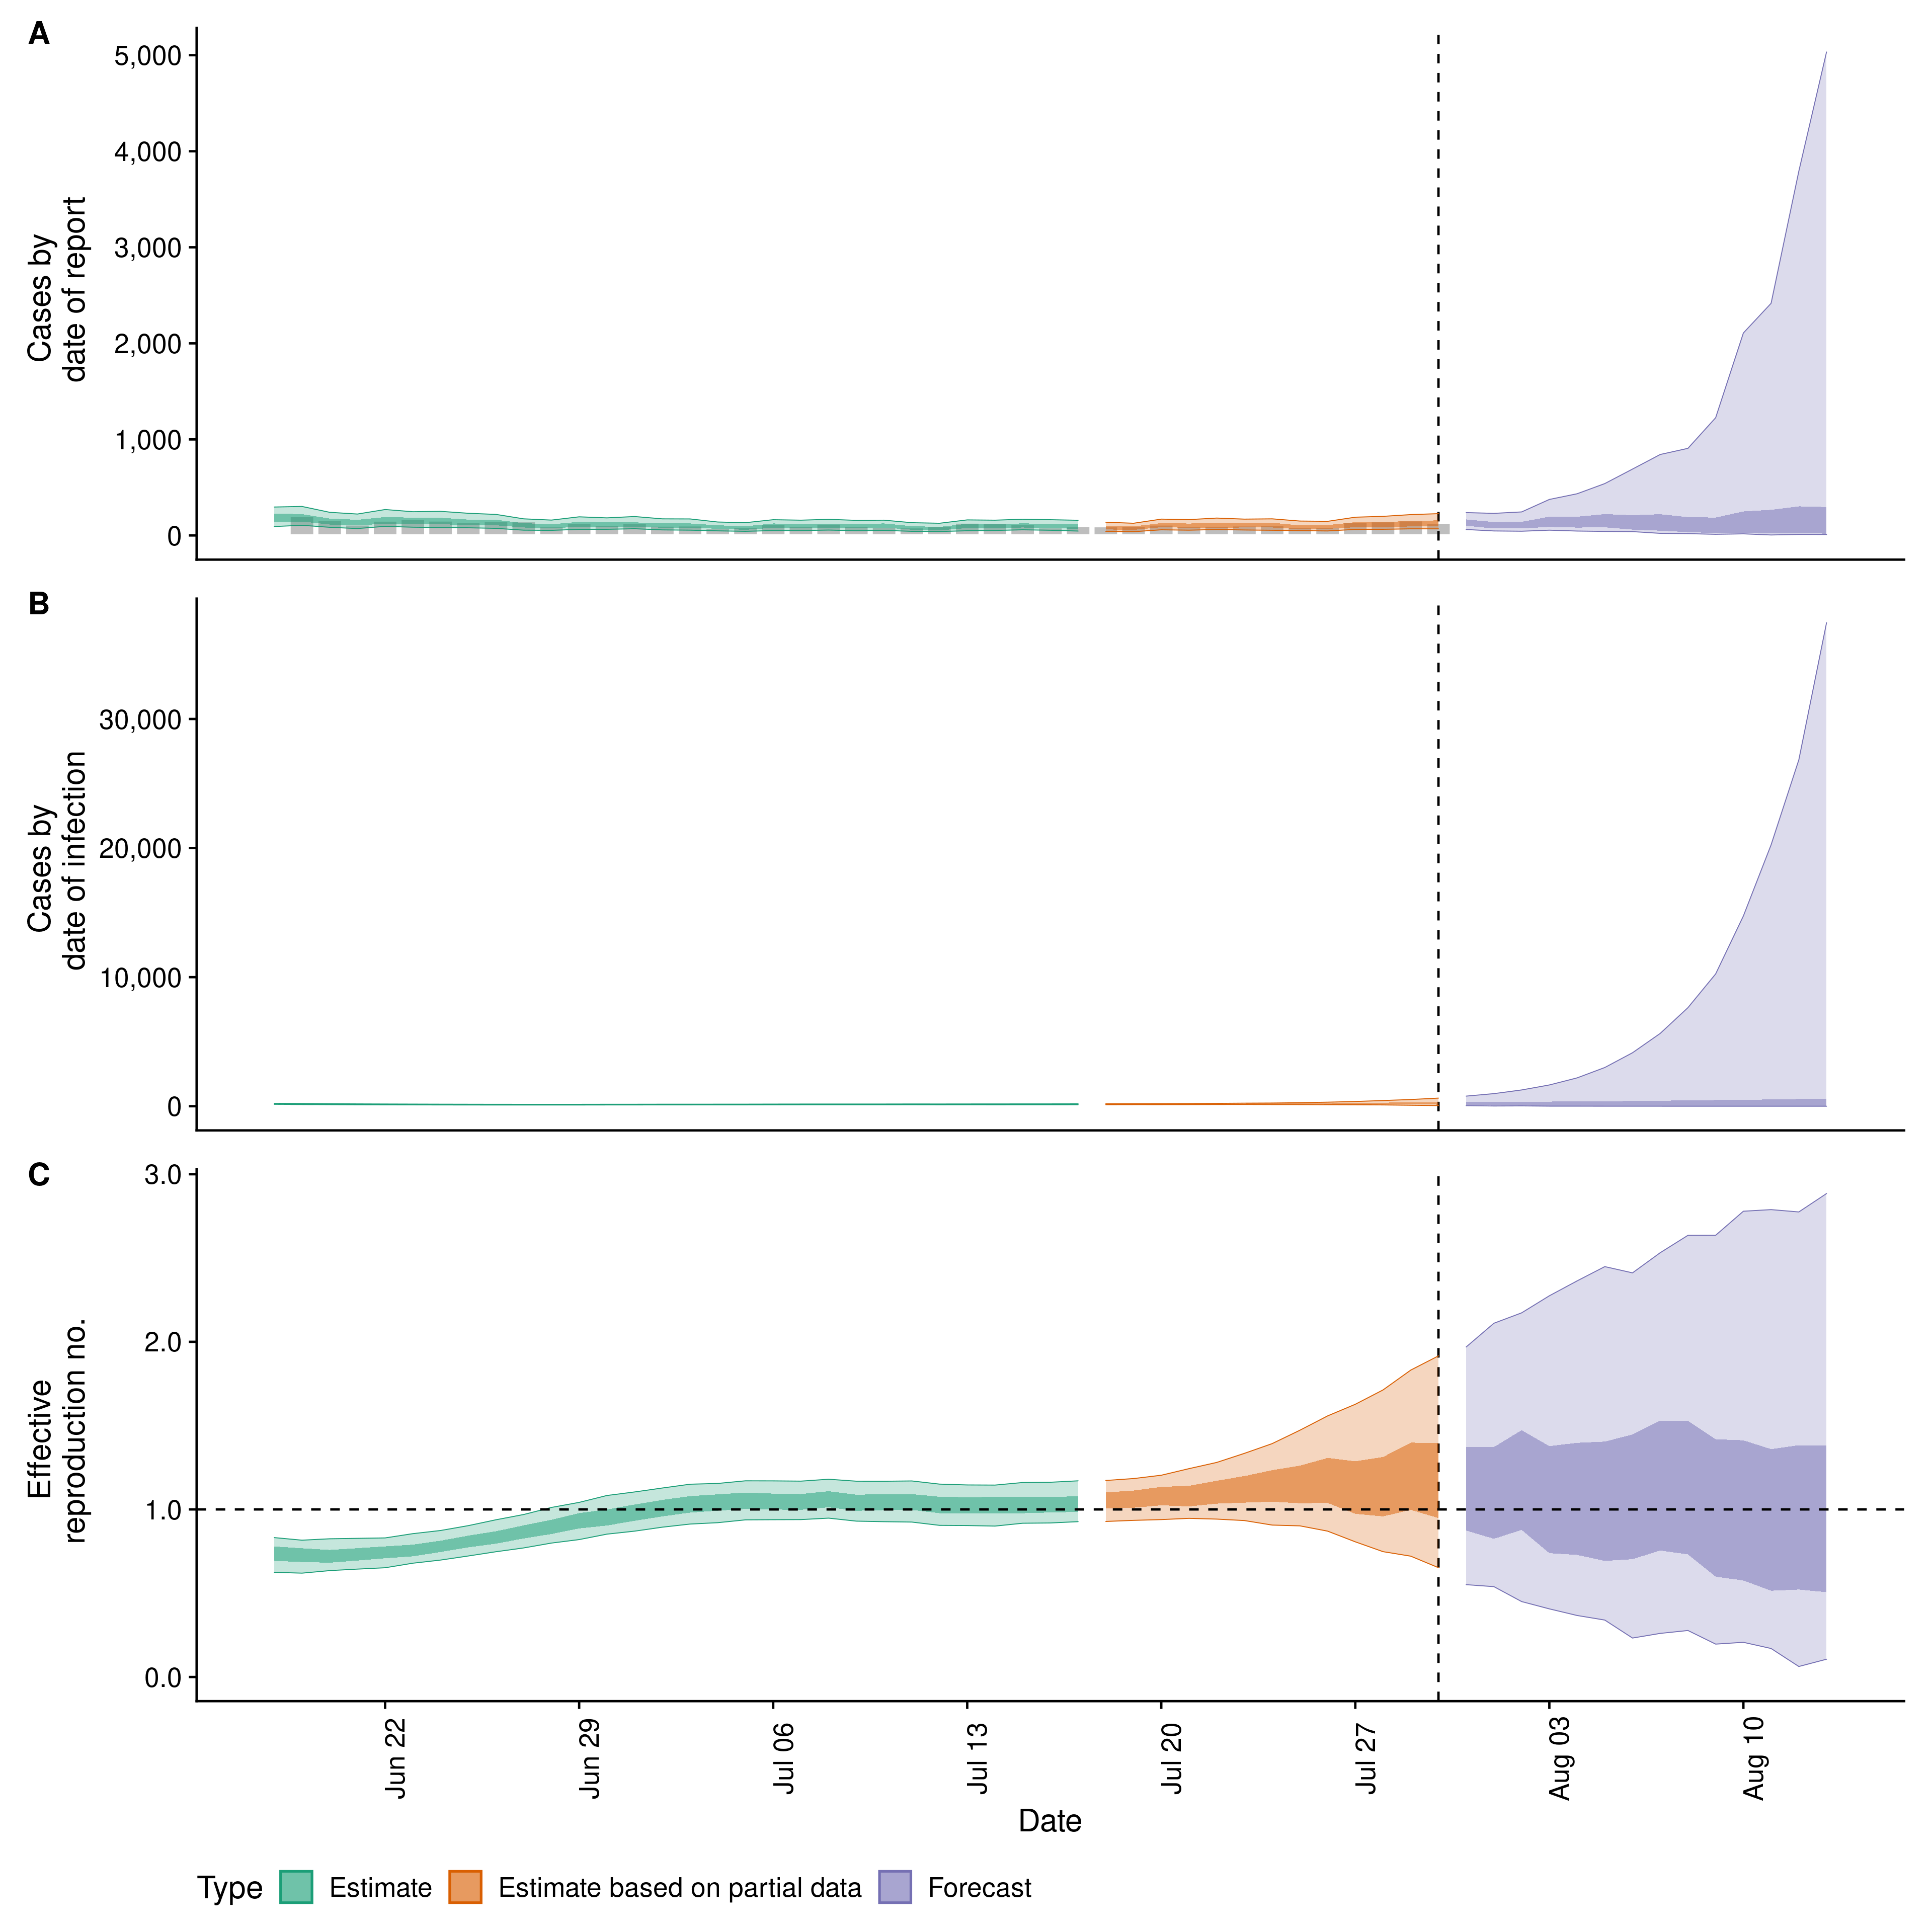 A
5,000
4,000
3,000
2,000
1,000
0
Cases by
date of report
B
30,000
20,000
10,000
0
Cases by
date of infection
C
3.0
2.0
1.0
0.0
Effective
reproduction no.
Jun 22
Jun 29
Jul 06
Jul 13
Jul 20
Jul 27
Aug 03
Aug 10
Date
Type Estimate Estimate based on partial data Forecast